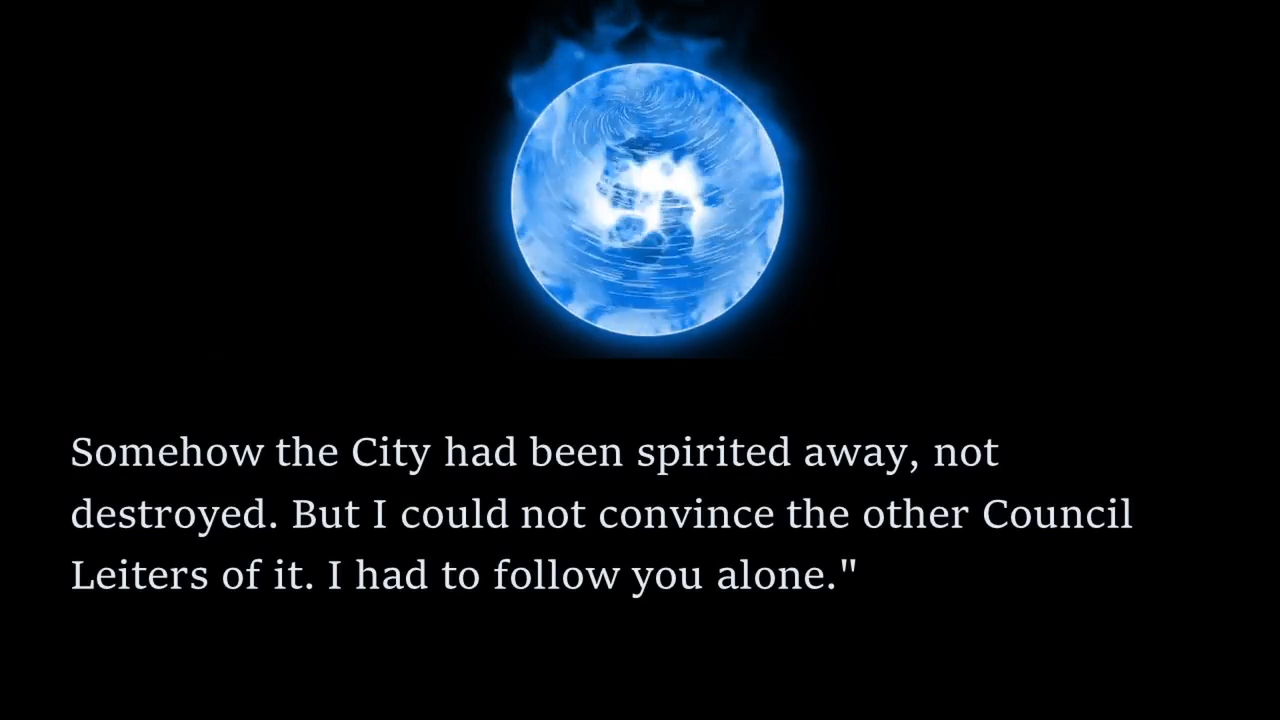 Somehow the City had been spirited away, not
destroyed. But I could not convince the other Council
Leiters of it. I had to follow you alone."